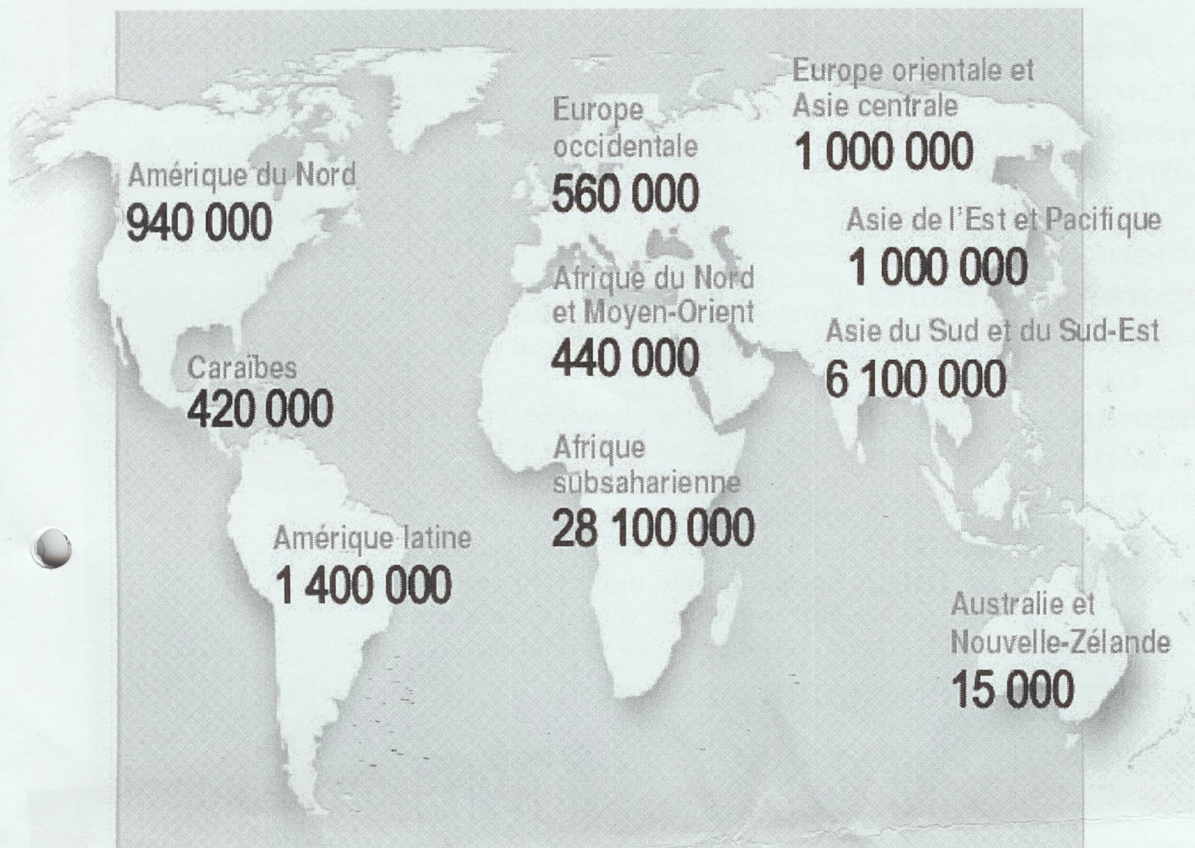 Europe orientale et
Asie centrale
1 000 000
Europe
occidentale
560 000
Amérique du Nord
940 000
Asie de l'Est et Pacifique
1 000 000
Afrique du Nord
et Moyen-Orient
440 000
Asie du Sud et du Sud-Est
6 100 000
Caraïbes
420 000
Afrique
subsaharienne
28 100 000
Amérique latine
1 400 000
Australie et
Nouvelle-Zélande
15 000